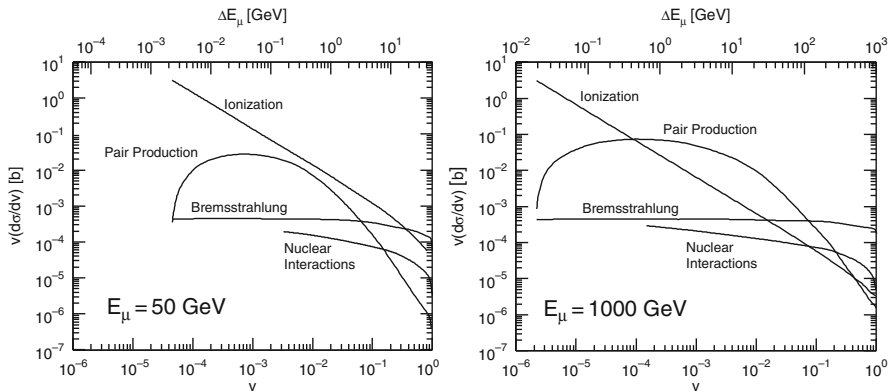 ΔE_μ [GeV]
10^-4 10^-3 10^-2 10^-1 10^0 10^1
v(dσ/dv) [b]
10^1
10^0
10^-1
10^-2
10^-3
10^-4
10^-5
10^-6
10^-7
Ionization
Pair Production
Bremsstrahlung
Nuclear
Interactions
E_μ = 50 GeV
10^-6 10^-5 10^-4 10^-3 10^-2 10^-1 10^0
v
ΔE_μ [GeV]
10^-2 10^-1 10^0 10^1 10^2 10^3
v(dσ/dv) [b]
10^1
10^0
10^-1
10^-2
10^-3
10^-4
10^-5
10^-6
10^-7
Ionization
Pair Production
Bremsstrahlung
Nuclear
Interactions
E_μ = 1000 GeV
10^-6 10^-5 10^-4 10^-3 10^-2 10^-1 10^0
v